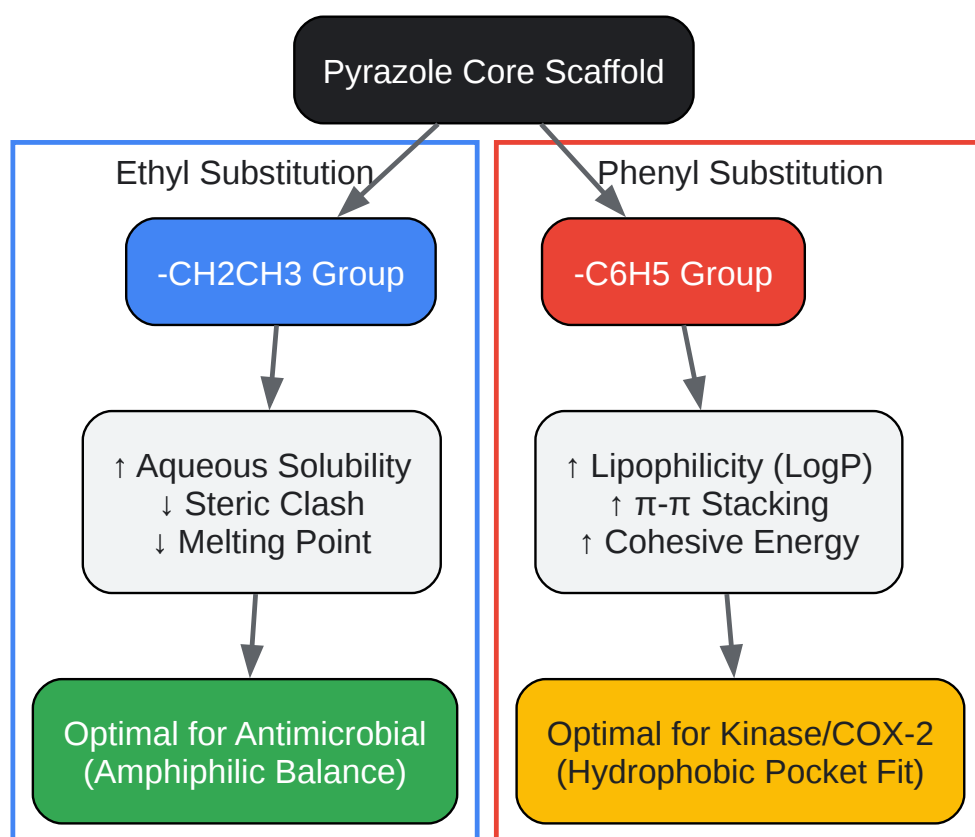 Pyrazole Core Scaffold
Ethyl Substitution
-CH2CH3 Group
↑ Aqueous Solubility
↓ Steric Clash
↓ Melting Point
Optimal for Antimicrobial
(Amphiphilic Balance)
Phenyl Substitution
-C6H5 Group
↑ Lipophilicity (LogP)
↑ π-π Stacking
↑ Cohesive Energy
Optimal for Kinase/COX-2
(Hydrophobic Pocket Fit)